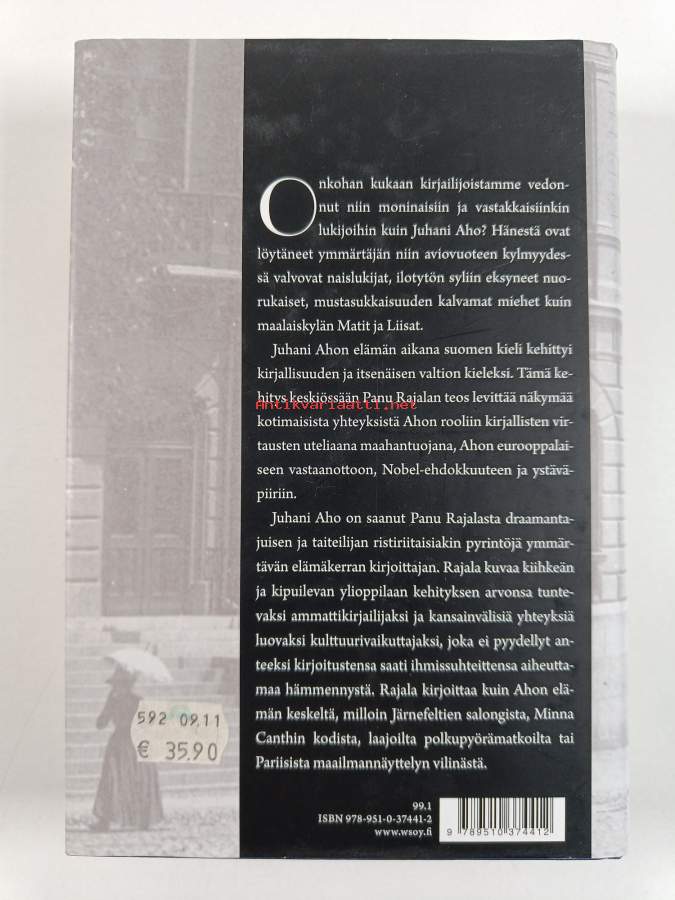 Onkohan kukaan kirjailijoistamme vedon-
nut niin moninaisiin ja vastakkaisiinkin
lukijoihin kuin Juhani Aho? Hänestä ovat
löytäneet ymmärtäjän niin aviovuoteen kylmyydes-
sä valvovat naislukijat, ilotytön syliin eksyneet nuo-
rukaiset, mustasukkaisuuden kalvamat miehet kuin
maalaiskylän Matit ja Liisat.
Juhani Ahon elämän aikana suomen kieli kehittyi
kirjallisuuden ja itsenäisen valtion kieleksi. Tämä ke-
hitys keskiössään Panu Rajalan teos levittää näkymää
antikvariaatti.net
kotimaisista yhteyksistä Ahon rooliin kirjallisten vir-
tausten uteliaana maahantuojana, Ahon eurooppalai-
seen vastaanottoon, Nobel-ehdokkuuteen ja ystävä-
piiriin.
Juhani Aho on saanut Panu Rajalasta draamanta-
juisen ja taiteilijan ristiriitaisiakin pyrintöjä ymmär-
tävän elämäkerran kirjoittajan. Rajala kuvaa kiihkeän
ja kipuilevan ylioppilaan kehityksen arvonsa tunte-
vaksi ammattikirjailijaksi ja kansainvälisiä yhteyksiä
luovaksi kulttuurivaikuttajaksi, joka ei pyydellyt an-
teeksi kirjoitustensa saati ihmissuhteittensa aiheutta-
maa hämmennystä. Rajala kirjoittaa kuin Ahon elä-
män keskeltä, milloin Järnefeltien salongista, Minna
Canthin kodista, laajoilta polkupyörämatkoilta tai
Pariisista maailmannäyttelyn vilinästä.
592 09.11
€ 35.90
99.1
ISBN 978-951-0-37441-2
www.wsoy.fi
9 789510 374412